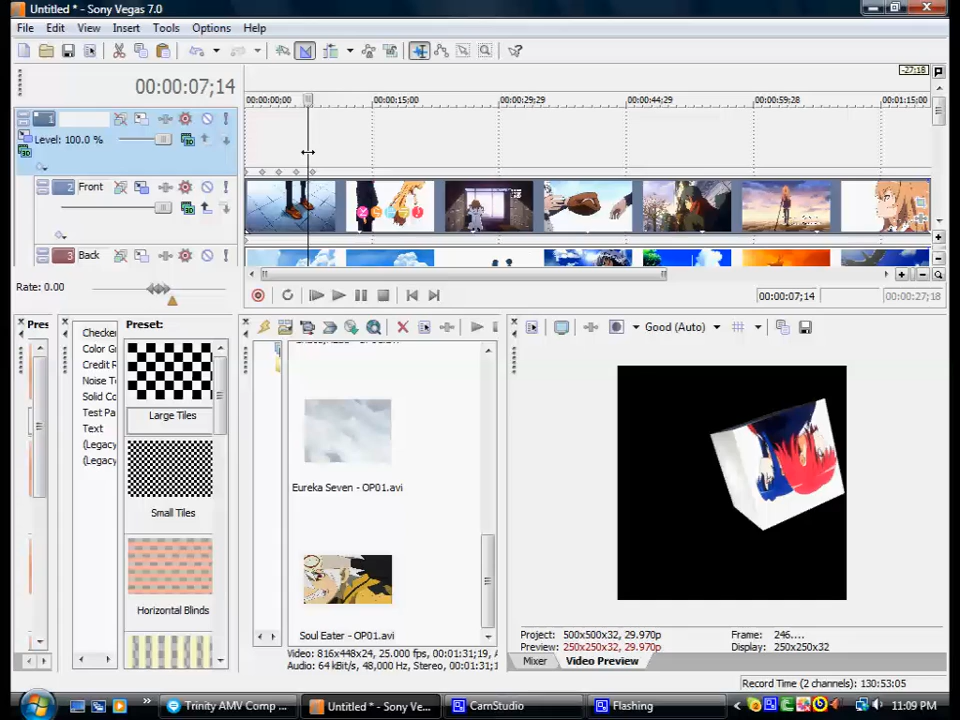 Untitled * - Sony Vegas 7.0
File Edit View Insert Tools Options Help
-27;18
00:00:07;14
00:00:00;00 00:00:15;00 00:00:29;29 00:00:44;29 00:00:59;28 00:01:15;00
1
Level: 100.0 %
2 Front
3 Back
Rate: 0.00
00:00:07;14 00:00:27;18
Pres
Preset:
Checker
Color Gr
Credit R
Noise T
Solid Co
Test Pa
Text
(Legacy
(Legacy
Large Tiles
Small Tiles
Horizontal Blinds
Eureka Seven - OP01.avi
Soul Eater - OP01.avi
Video: 816x448x24, 25.000 fps, 00:01:31;19, A
Audio: 64 kBit/s, 48,000 Hz, Stereo, 00:01:31;1
Good (Auto)
Project: 500x500x32, 29.970p
Preview: 250x250x32, 29.970p
Frame: 246....
Display: 250x250x32
Mixer Video Preview
Record Time (2 channels): 130:53:05
Trinity AMV Comp ...
Untitled * - Sony Ve...
CamStudio
Flashing
11:09 PM